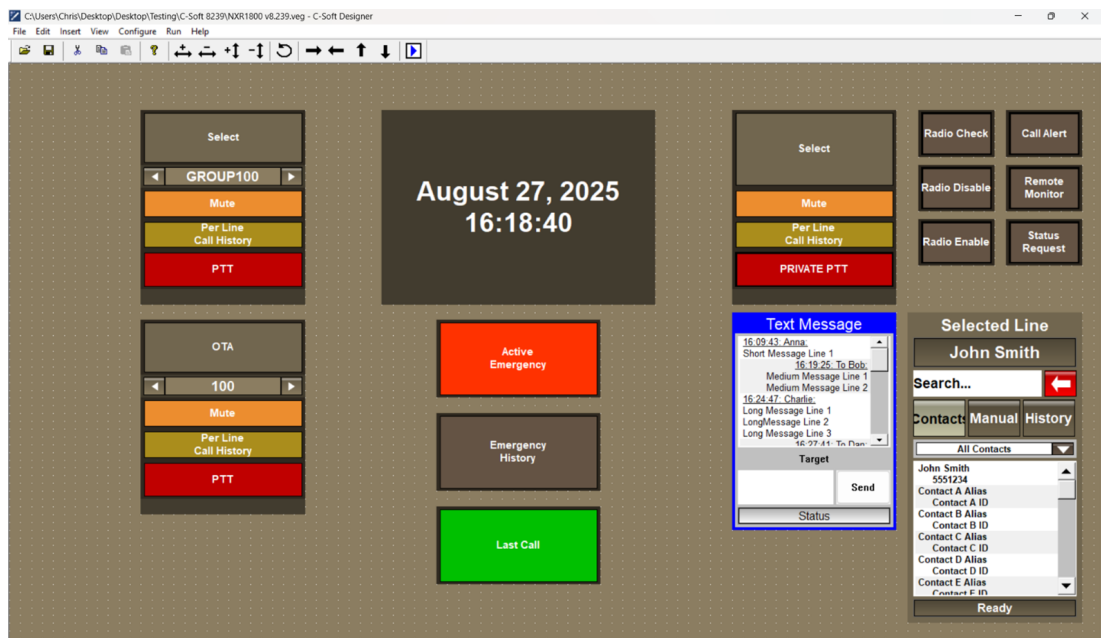 C:\Users\Chris\Desktop\Desktop\Testing\C-Soft 8239\NXR1800 v8.239.veg - C-Soft Designer
File Edit Insert View Configure Run Help
Select
GROUP100
Mute
Per Line
Call History
PTT
OTA
100
Mute
Per Line
Call History
PTT
August 27, 2025
16:18:40
Active
Emergency
Emergency
History
Last Call
Select
Mute
Per Line
Call History
PRIVATE PTT
Radio Check
Call Alert
Radio Disable
Remote
Monitor
Radio Enable
Status
Request
Text Message
16:09:43: Anna:
Short Message Line 1
16:19:25: To Bob:
Medium Message Line 1
Medium Message Line 2
16:24:47: Charlie:
Long Message Line 1
LongMessage Line 2
Long Message Line 3
16:27:41: To Dan:
Target
Send
Status
Selected Line
John Smith
Search...
Contacts Manual History
All Contacts
John Smith
5551234
Contact A Alias
Contact A ID
Contact B Alias
Contact B ID
Contact C Alias
Contact C ID
Contact D Alias
Contact D ID
Contact E Alias
Contact E ID
Ready